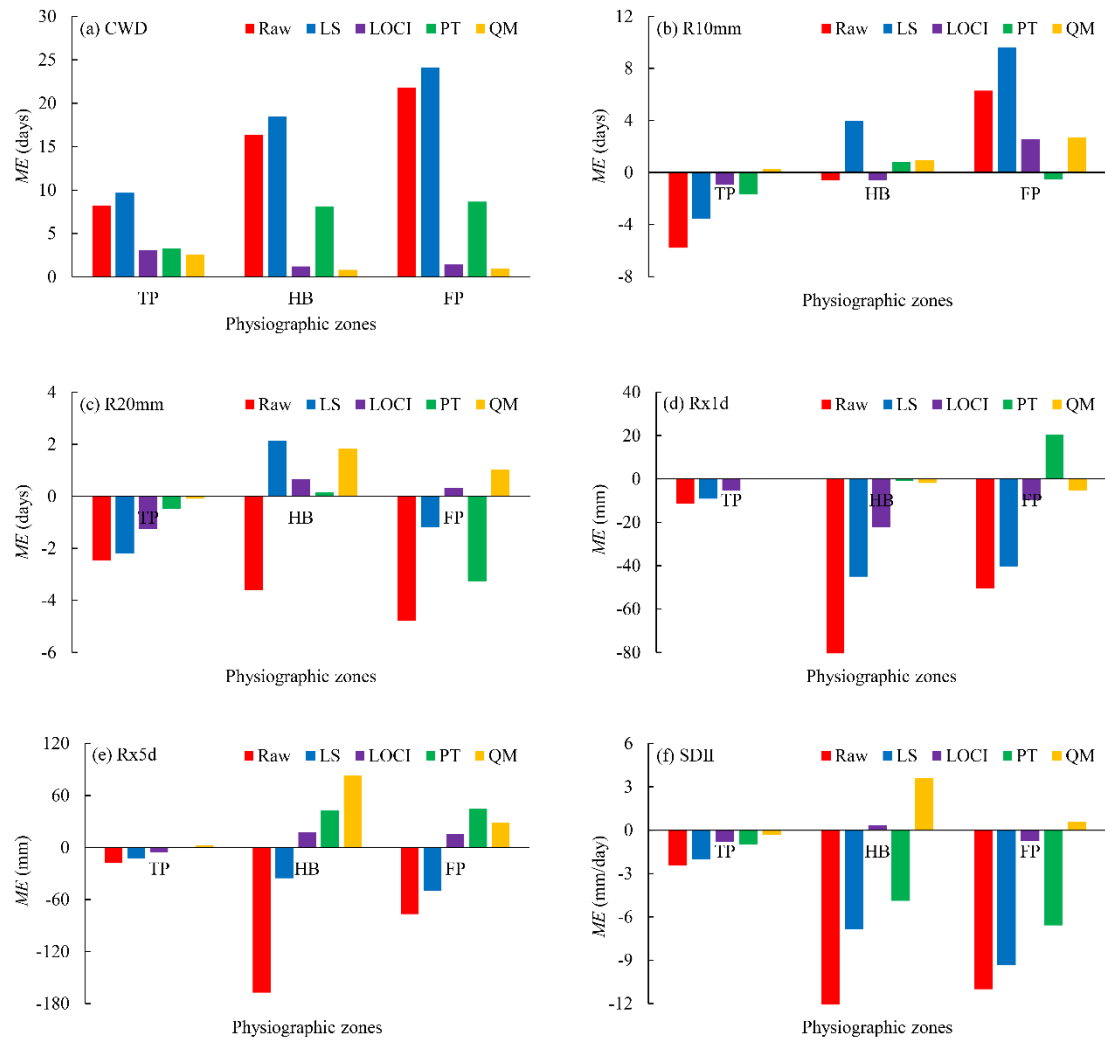 (a) CWD
Raw LS LOCI PT QM
30
25
20
15
10
5
0
ME (days)
TP HB FP
Physiographic zones
(b) R10mm
Raw LS LOCI PT QM
12
8
4
0
-4
-8
ME (days)
TP HB FP
Physiographic zones
(c) R20mm
Raw LS LOCI PT QM
4
2
0
-2
-4
-6
ME (days)
TP HB FP
Physiographic zones
(d) Rx1d
Raw LS LOCI PT QM
40
20
0
-20
-40
-60
-80
ME (mm)
TP HB FP
Physiographic zones
(e) Rx5d
Raw LS LOCI PT QM
120
60
0
-60
-120
-180
ME (mm)
TP HB FP
Physiographic zones
(f) SDII
Raw LS LOCI PT QM
6
3
0
-3
-6
-9
-12
ME (mm/day)
TP HB FP
Physiographic zones